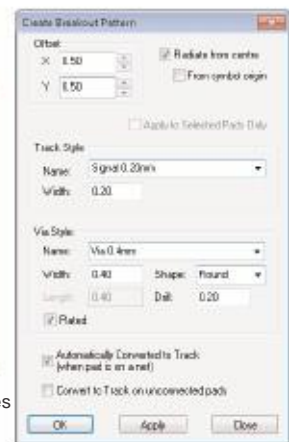 Create Breakout Pattern
Offset
X 0.50
Y 0.50
Radiate from centre
From symbol origin
Apply to Selected Pads Only
Track Style
Name: Signal 0.20mm
Width: 0.20
Via Style:
Name: Via 0.4mm
Width: 0.40 Shape: Round
Length: 0.40 Drill: 0.20
Plated
Automatically Converted to Track
(when pad is on a net)
Convert to Track on unconnected pads
es
OK Apply Close